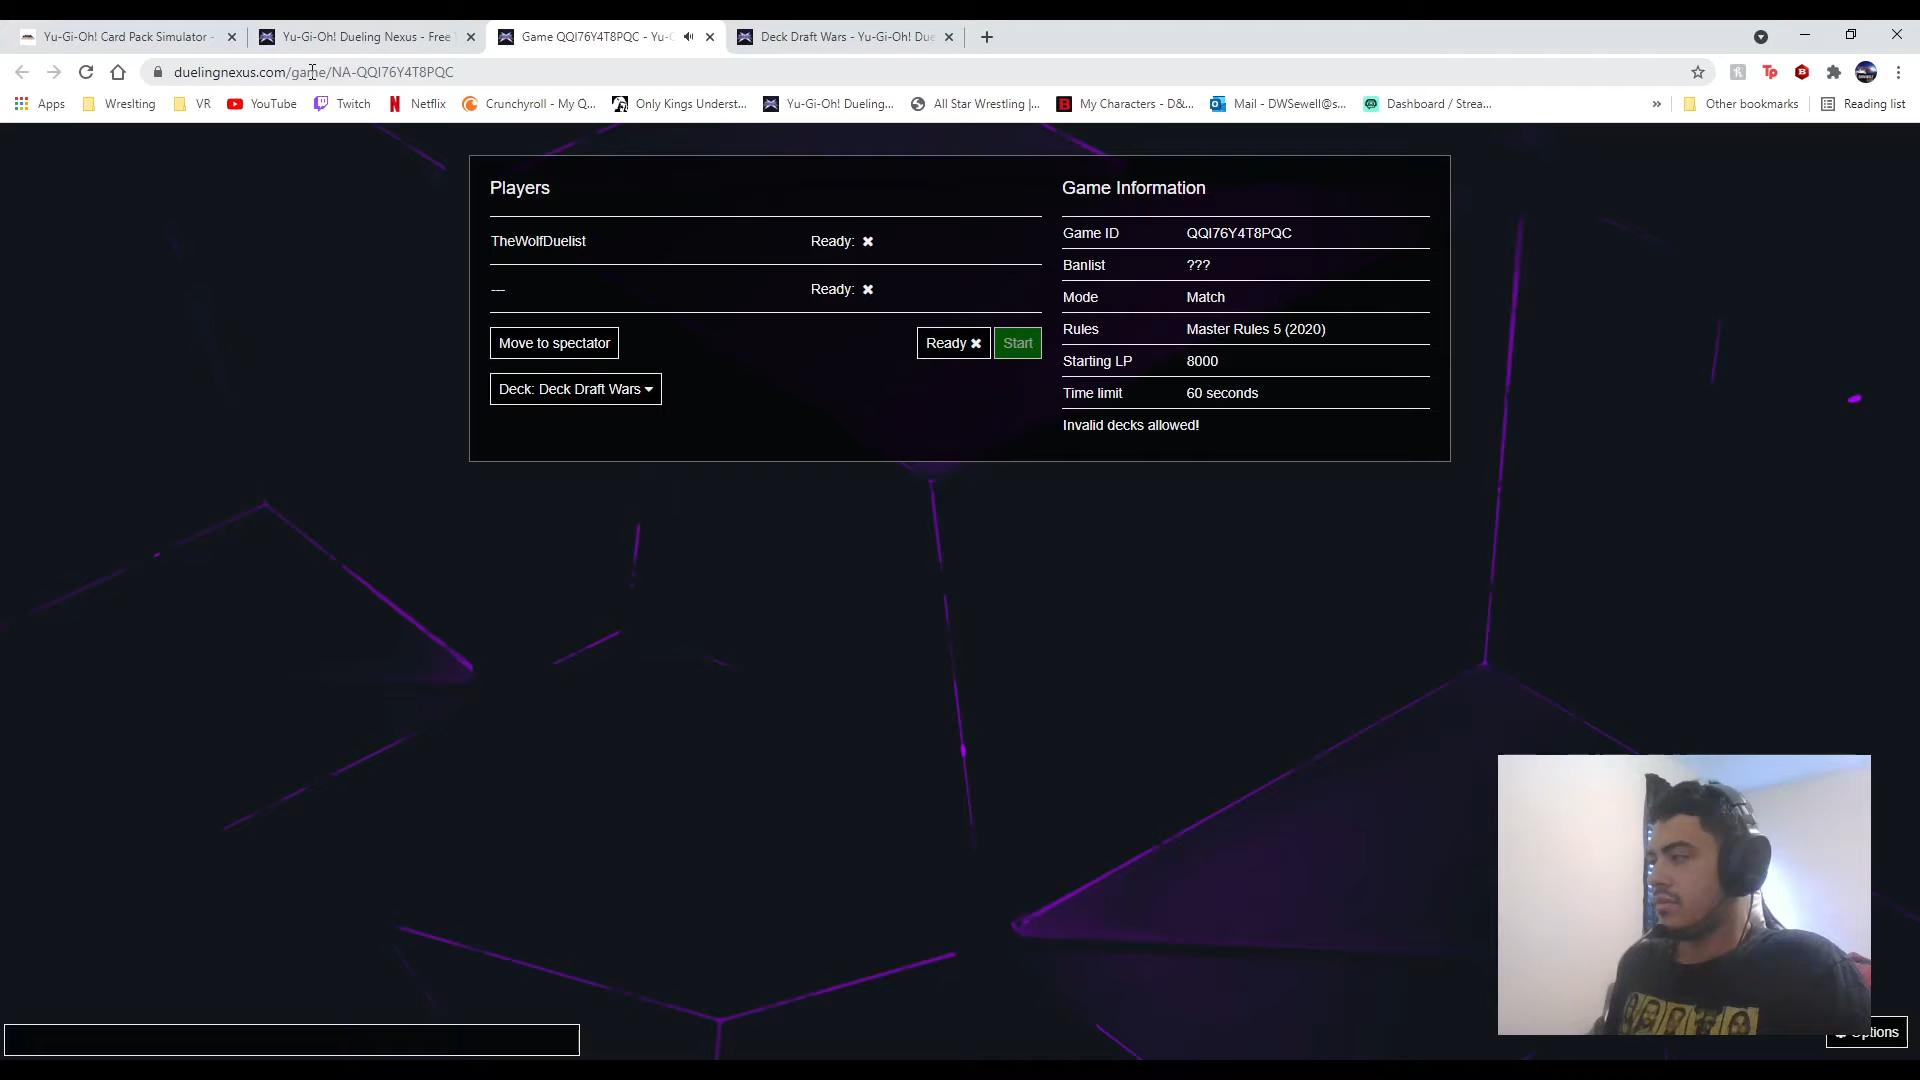 Yu-Gi-Oh! Card Pack Simulator -
Yu-Gi-Oh! Dueling Nexus - Free
Game QQI76Y4T8PQC - Yu-G
Deck Draft Wars - Yu-Gi-Oh! Due
duelingnexus.com/game/NA-QQI76Y4T8PQC
Apps
Wreslting
VR
YouTube
Twitch
Netflix
Crunchyroll - My Q...
Only Kings Underst...
Yu-Gi-Oh! Dueling...
All Star Wrestling |...
My Characters - D&...
Mail - DWSewell@s...
Dashboard / Strea...
»
Other bookmarks
Reading list
Players
TheWolfDuelist Ready: ✖
--- Ready: ✖
Move to spectator
Ready ✖
Start
Deck: Deck Draft Wars
Game Information
Game ID QQI76Y4T8PQC
Banlist ???
Mode Match
Rules Master Rules 5 (2020)
Starting LP 8000
Time limit 60 seconds
Invalid decks allowed!
Options